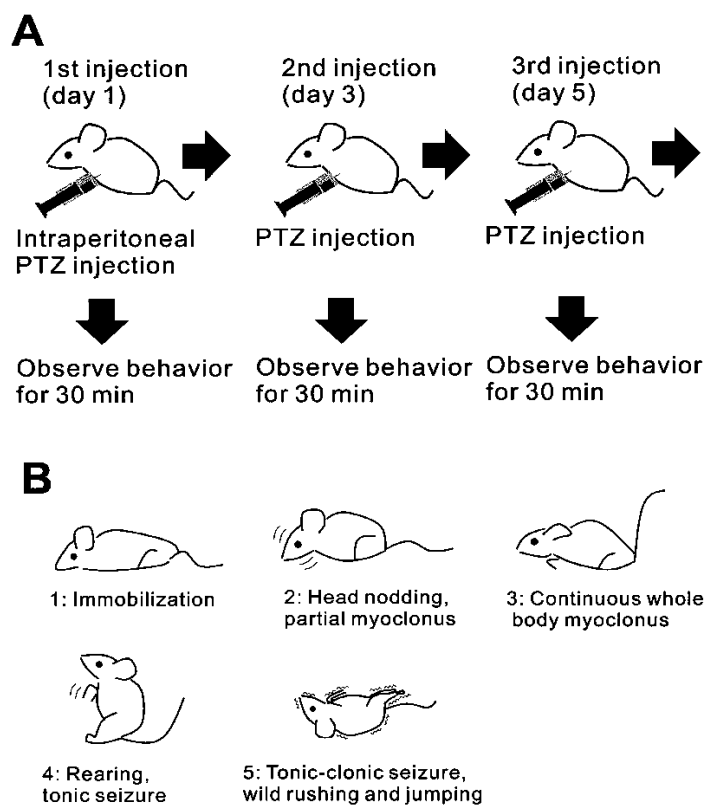 A
1st injection
(day 1)
2nd injection
(day 3)
3rd injection
(day 5)
Intraperitoneal
PTZ injection
PTZ injection
PTZ injection
Observe behavior
for 30 min
Observe behavior
for 30 min
Observe behavior
for 30 min
B
1: Immobilization
2: Head nodding,
partial myoclonus
3: Continuous whole
body myoclonus
4: Rearing,
tonic seizure
5: Tonic-clonic seizure,
wild rushing and jumping